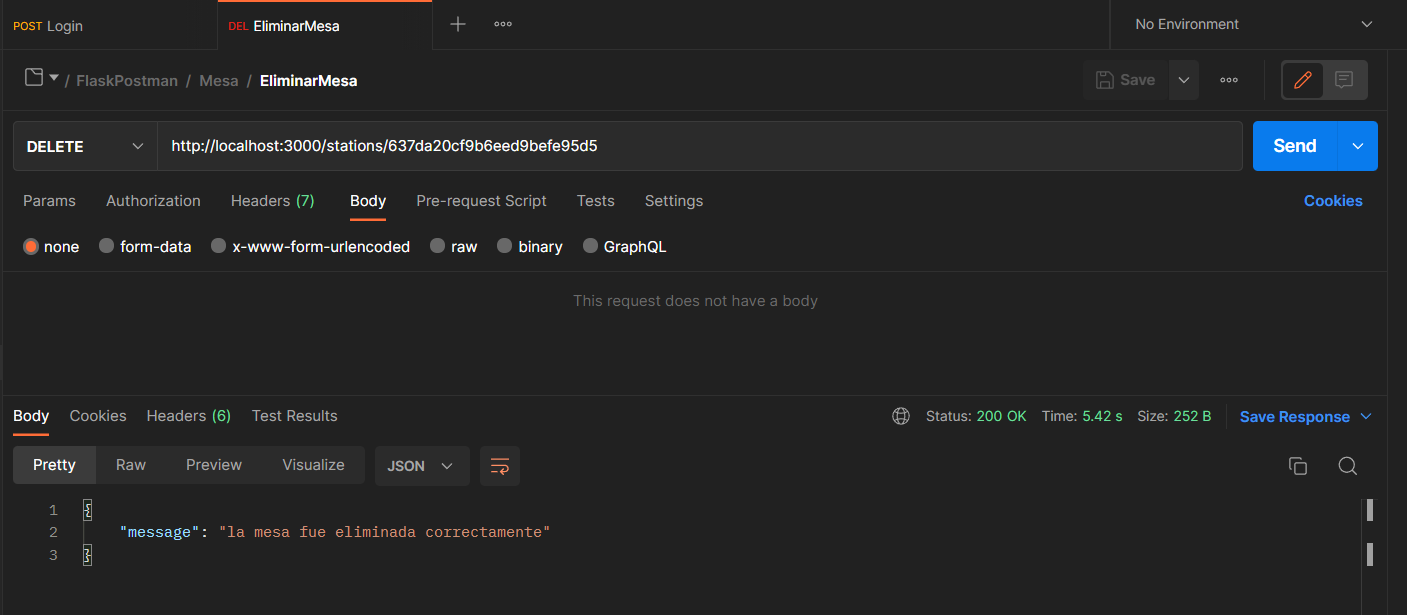 POST Login DEL EliminarMesa No Environment
/ FlaskPostman / Mesa / EliminarMesa Save
DELETE http://localhost:3000/stations/637da20cf9b6eed9befe95d5 Send
Params Authorization Headers (7) Body Pre-request Script Tests Settings Cookies
none form-data x-www-form-urlencoded raw binary GraphQL
This request does not have a body
Body Cookies Headers (6) Test Results Status: 200 OK Time: 5.42 s Size: 252 B Save Response
Pretty Raw Preview Visualize JSON
1 {
2 "message": "la mesa fue eliminada correctamente"
3 }